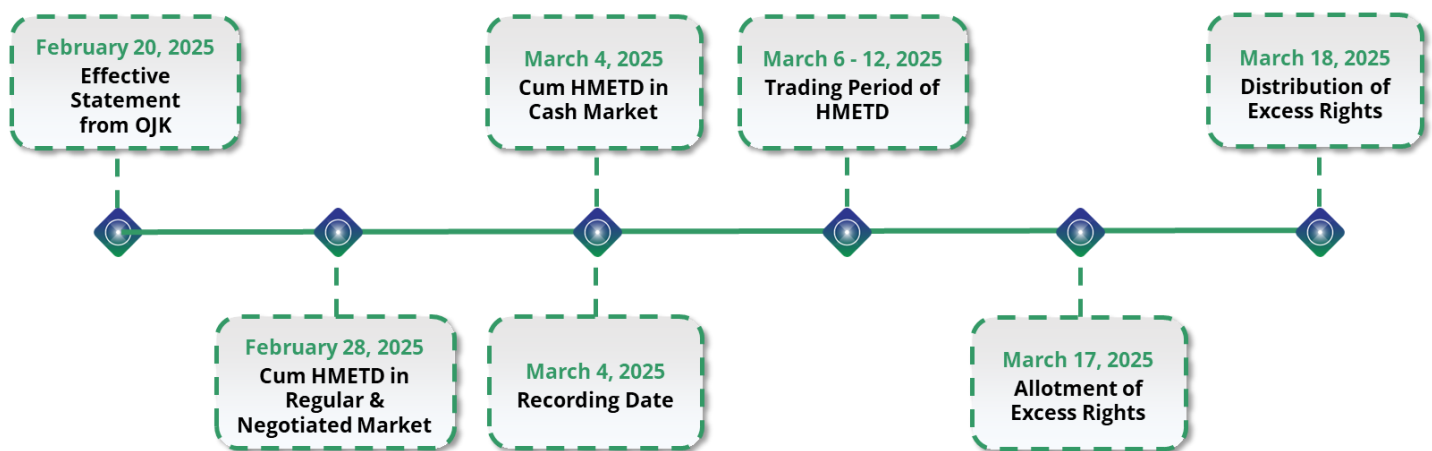 February 20, 2025
Effective
Statement
from OJK
February 28, 2025
Cum HMETD in
Regular &
Negotiated Market
March 4, 2025
Cum HMETD in
Cash Market
March 4, 2025
Recording Date
March 6 - 12, 2025
Trading Period of
HMETD
March 17, 2025
Allotment of
Excess Rights
March 18, 2025
Distribution of
Excess Rights